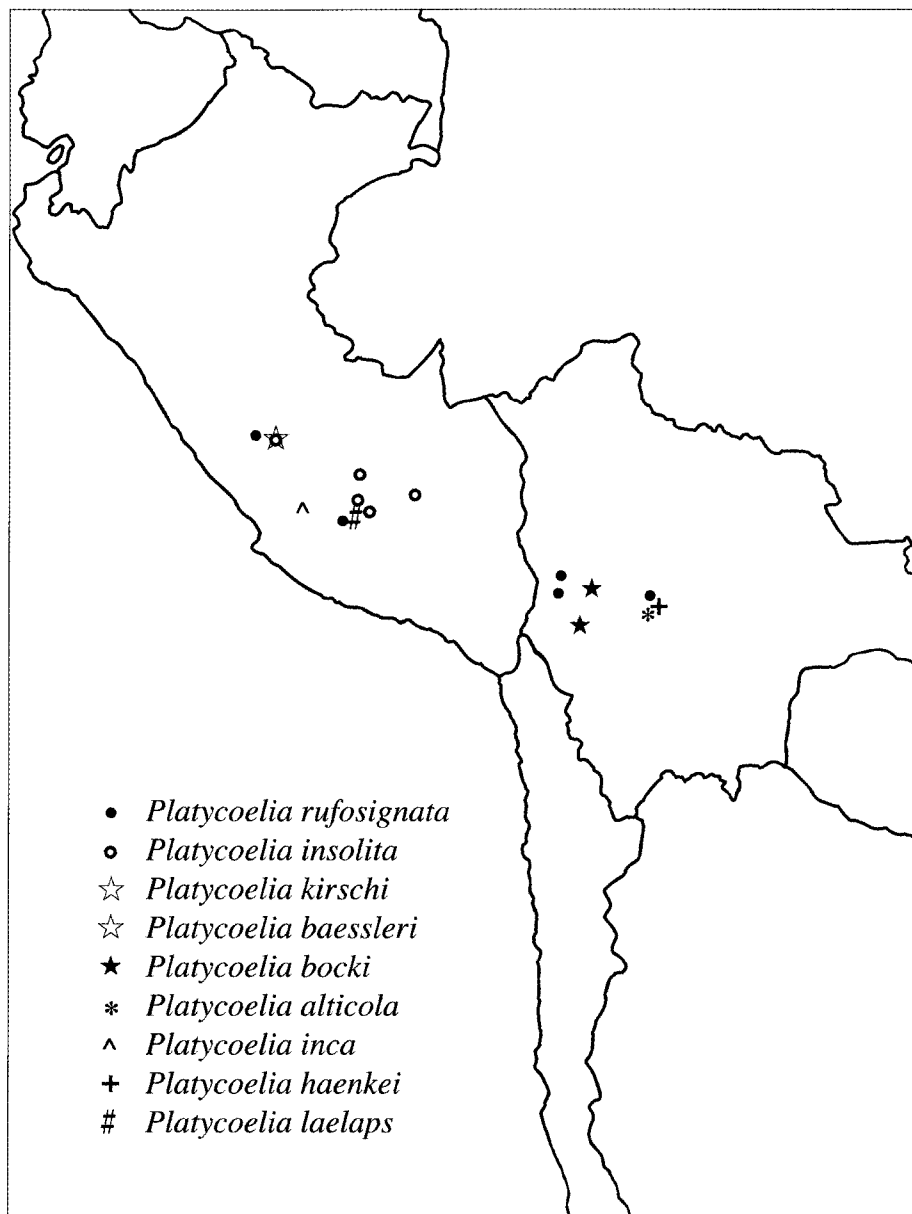 ● Platycoelia rufosignata
o Platycoelia insolita
☆ Platycoelia kirschi
☆ Platycoelia baessleri
★ Platycoelia bocki
* Platycoelia alticola
^ Platycoelia inca
+ Platycoelia haenkei
# Platycoelia laelaps